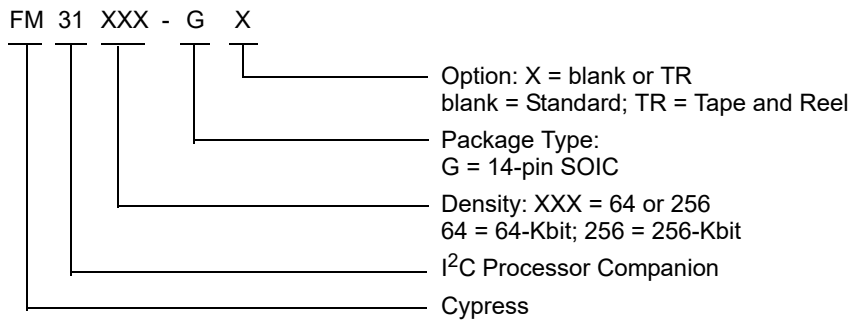 FM 31 XXX - G X
Option: X = blank or TR
blank = Standard; TR = Tape and Reel
Package Type:
G = 14-pin SOIC
Density: XXX = 64 or 256
64 = 64-Kbit; 256 = 256-Kbit
I²C Processor Companion
Cypress